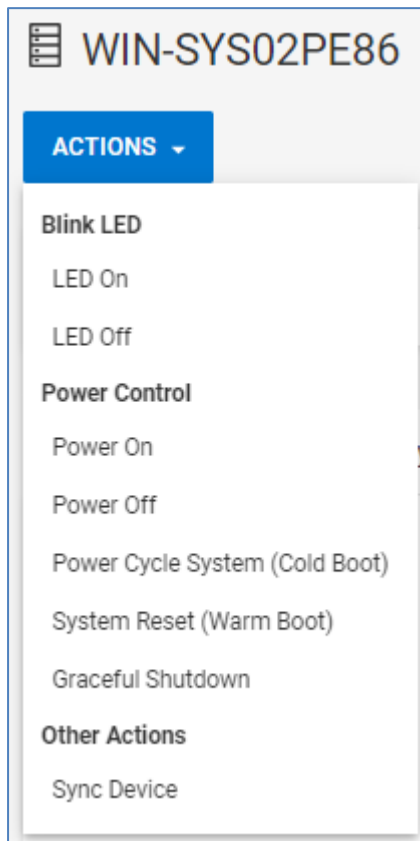 WIN-SYS02PE86
ACTIONS
Blink LED
LED On
LED Off
Power Control
Power On
Power Off
Power Cycle System (Cold Boot)
System Reset (Warm Boot)
Graceful Shutdown
Other Actions
Sync Device